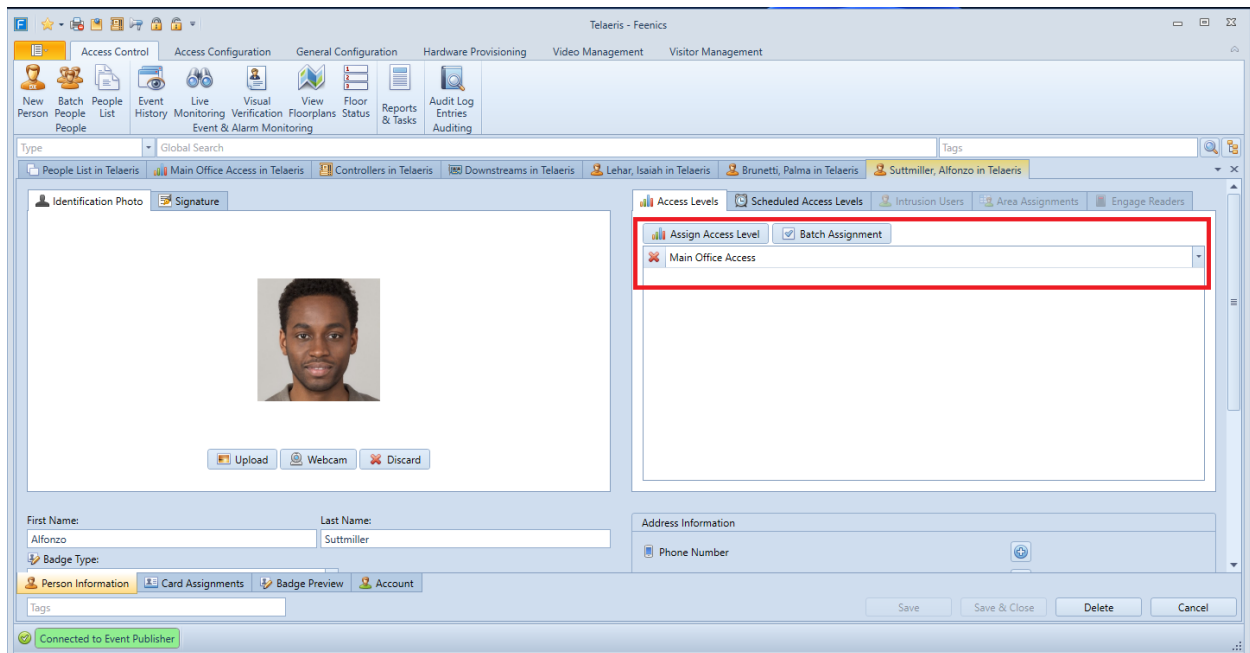 Telaeris - Feenics
Access Control Access Configuration General Configuration Hardware Provisioning Video Management Visitor Management
New Person Batch People People List Event History Live Monitoring Visual Verification View Floorplans Floor Status Reports & Tasks Audit Log Entries
People Event & Alarm Monitoring Auditing
Type Global Search Tags
People List in Telaeris Main Office Access in Telaeris Controllers in Telaeris Downstreams in Telaeris Lehar, Isaiah in Telaeris Brunetti, Palma in Telaeris Suttmiller, Alfonzo in Telaeris
Identification Photo Signature Access Levels Scheduled Access Levels Intrusion Users Area Assignments Engage Readers
Assign Access Level Batch Assignment
Main Office Access
Upload Webcam Discard
First Name: Last Name: Address Information
Alfonzo Suttmiller
Phone Number
Badge Type:
Person Information Card Assignments Badge Preview Account
Tags Save Save & Close Delete Cancel
Connected to Event Publisher